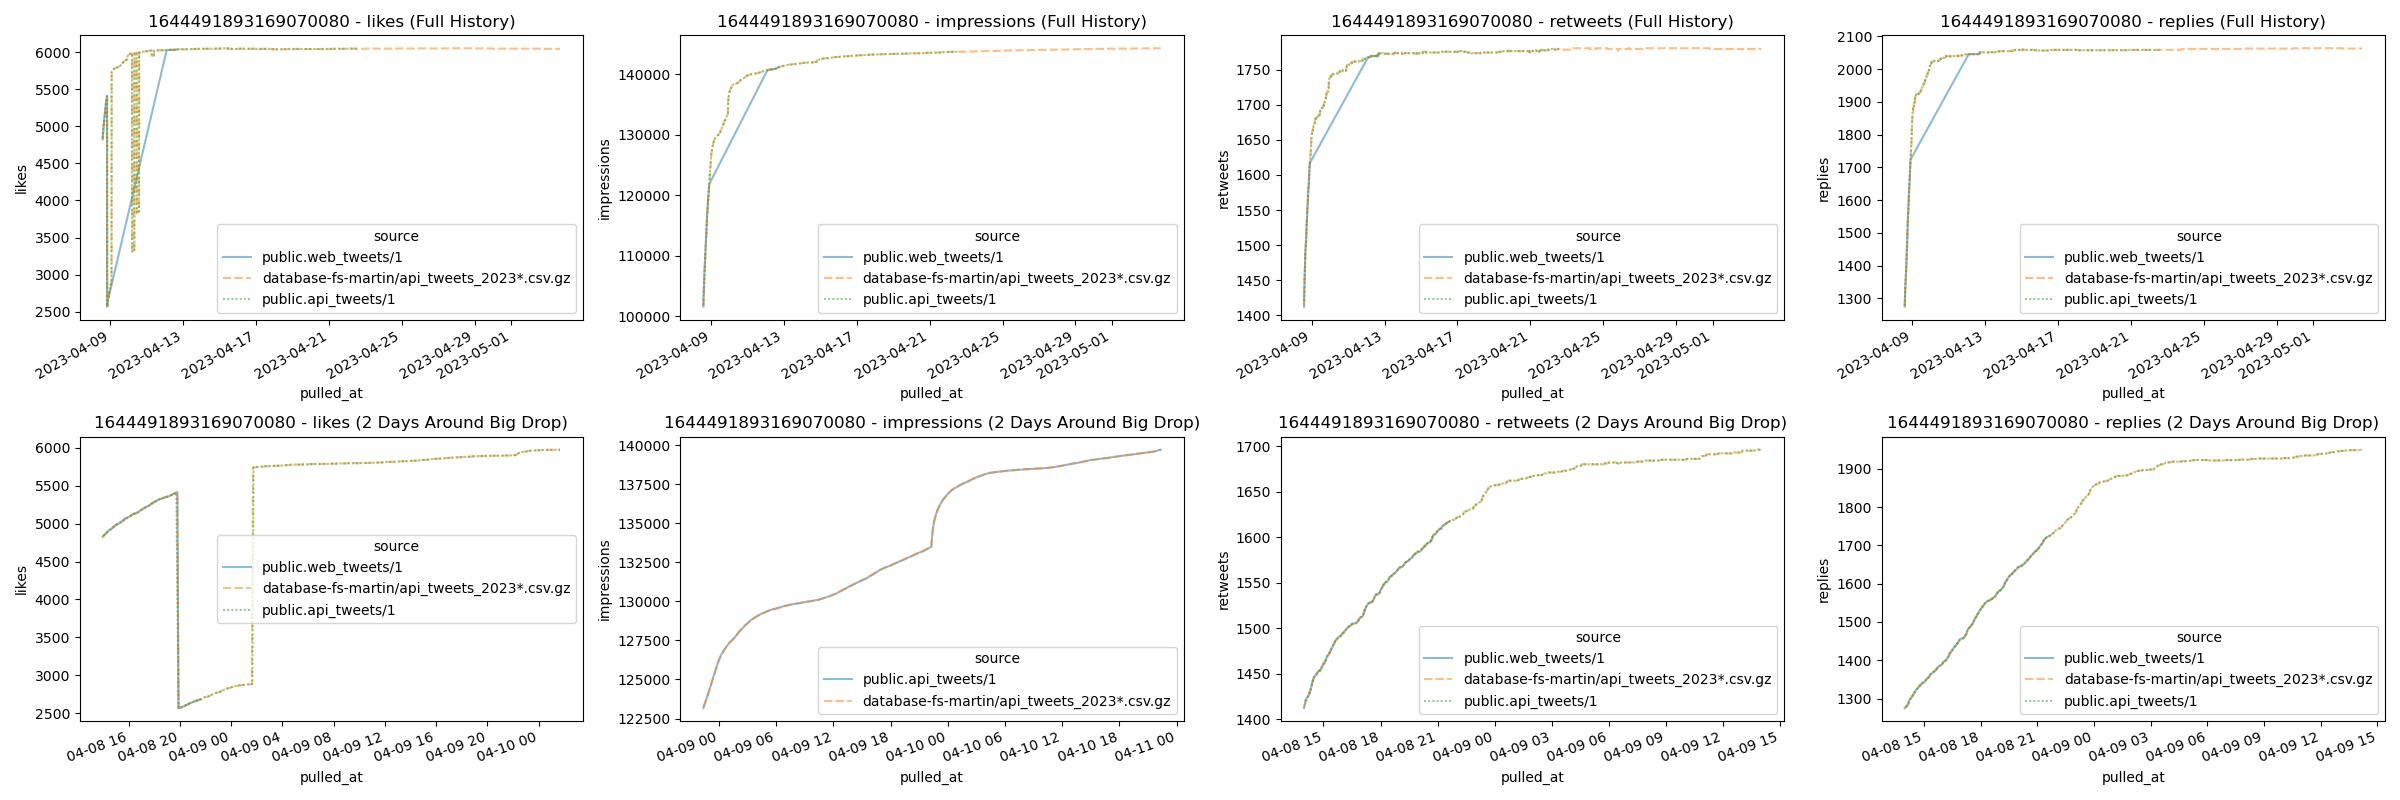 1644491893169070080 - likes (Full History)
likes
6000
5500
5000
4500
4000
3500
3000
2500
source
public.web_tweets/1
database-fs-martin/api_tweets_2023*.csv.gz
public.api_tweets/1
2023-04-09
2023-04-13
2023-04-17
2023-04-21
2023-04-25
2023-04-29
2023-05-01
pulled_at
1644491893169070080 - impressions (Full History)
impressions
140000
130000
120000
110000
100000
source
public.web_tweets/1
database-fs-martin/api_tweets_2023*.csv.gz
public.api_tweets/1
2023-04-09
2023-04-13
2023-04-17
2023-04-21
2023-04-25
2023-04-29
2023-05-01
pulled_at
1644491893169070080 - retweets (Full History)
retweets
1750
1700
1650
1600
1550
1500
1450
1400
source
public.web_tweets/1
database-fs-martin/api_tweets_2023*.csv.gz
public.api_tweets/1
2023-04-09
2023-04-13
2023-04-17
2023-04-21
2023-04-25
2023-04-29
2023-05-01
pulled_at
1644491893169070080 - replies (Full History)
replies
2100
2000
1900
1800
1700
1600
1500
1400
1300
source
public.web_tweets/1
database-fs-martin/api_tweets_2023*.csv.gz
public.api_tweets/1
2023-04-09
2023-04-13
2023-04-17
2023-04-21
2023-04-25
2023-04-29
2023-05-01
pulled_at
1644491893169070080 - likes (2 Days Around Big Drop)
likes
6000
5500
5000
4500
4000
3500
3000
2500
source
public.web_tweets/1
database-fs-martin/api_tweets_2023*.csv.gz
public.api_tweets/1
04-08 16
04-08 20
04-09 00
04-09 04
04-09 08
04-09 12
04-09 16
04-09 20
04-10 00
pulled_at
1644491893169070080 - impressions (2 Days Around Big Drop)
impressions
140000
137500
135000
132500
130000
127500
125000
122500
source
public.api_tweets/1
database-fs-martin/api_tweets_2023*.csv.gz
04-09 00
04-09 06
04-09 12
04-09 18
04-10 00
04-10 06
04-10 12
04-10 18
04-11 00
pulled_at
1644491893169070080 - retweets (2 Days Around Big Drop)
retweets
1700
1650
1600
1550
1500
1450
1400
source
public.web_tweets/1
database-fs-martin/api_tweets_2023*.csv.gz
public.api_tweets/1
04-08 15
04-08 18
04-08 21
04-09 00
04-09 03
04-09 06
04-09 09
04-09 12
04-09 15
pulled_at
1644491893169070080 - replies (2 Days Around Big Drop)
replies
1900
1800
1700
1600
1500
1400
1300
source
public.web_tweets/1
database-fs-martin/api_tweets_2023*.csv.gz
public.api_tweets/1
04-08 15
04-08 18
04-08 21
04-09 00
04-09 03
04-09 06
04-09 09
04-09 12
04-09 15
pulled_at